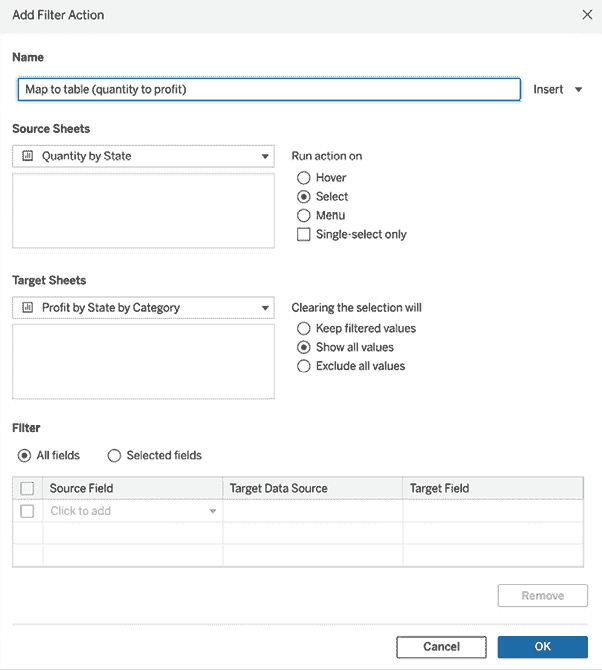 Add Filter Action
Name
Map to table (quantity to profit)
Insert
Source Sheets
Quantity by State
Run action on
Hover
Select
Menu
Single-select only
Target Sheets
Profit by State by Category
Clearing the selection will
Keep filtered values
Show all values
Exclude all values
Filter
All fields
Selected fields
Source Field
Target Data Source
Target Field
Click to add
Remove
Cancel
OK